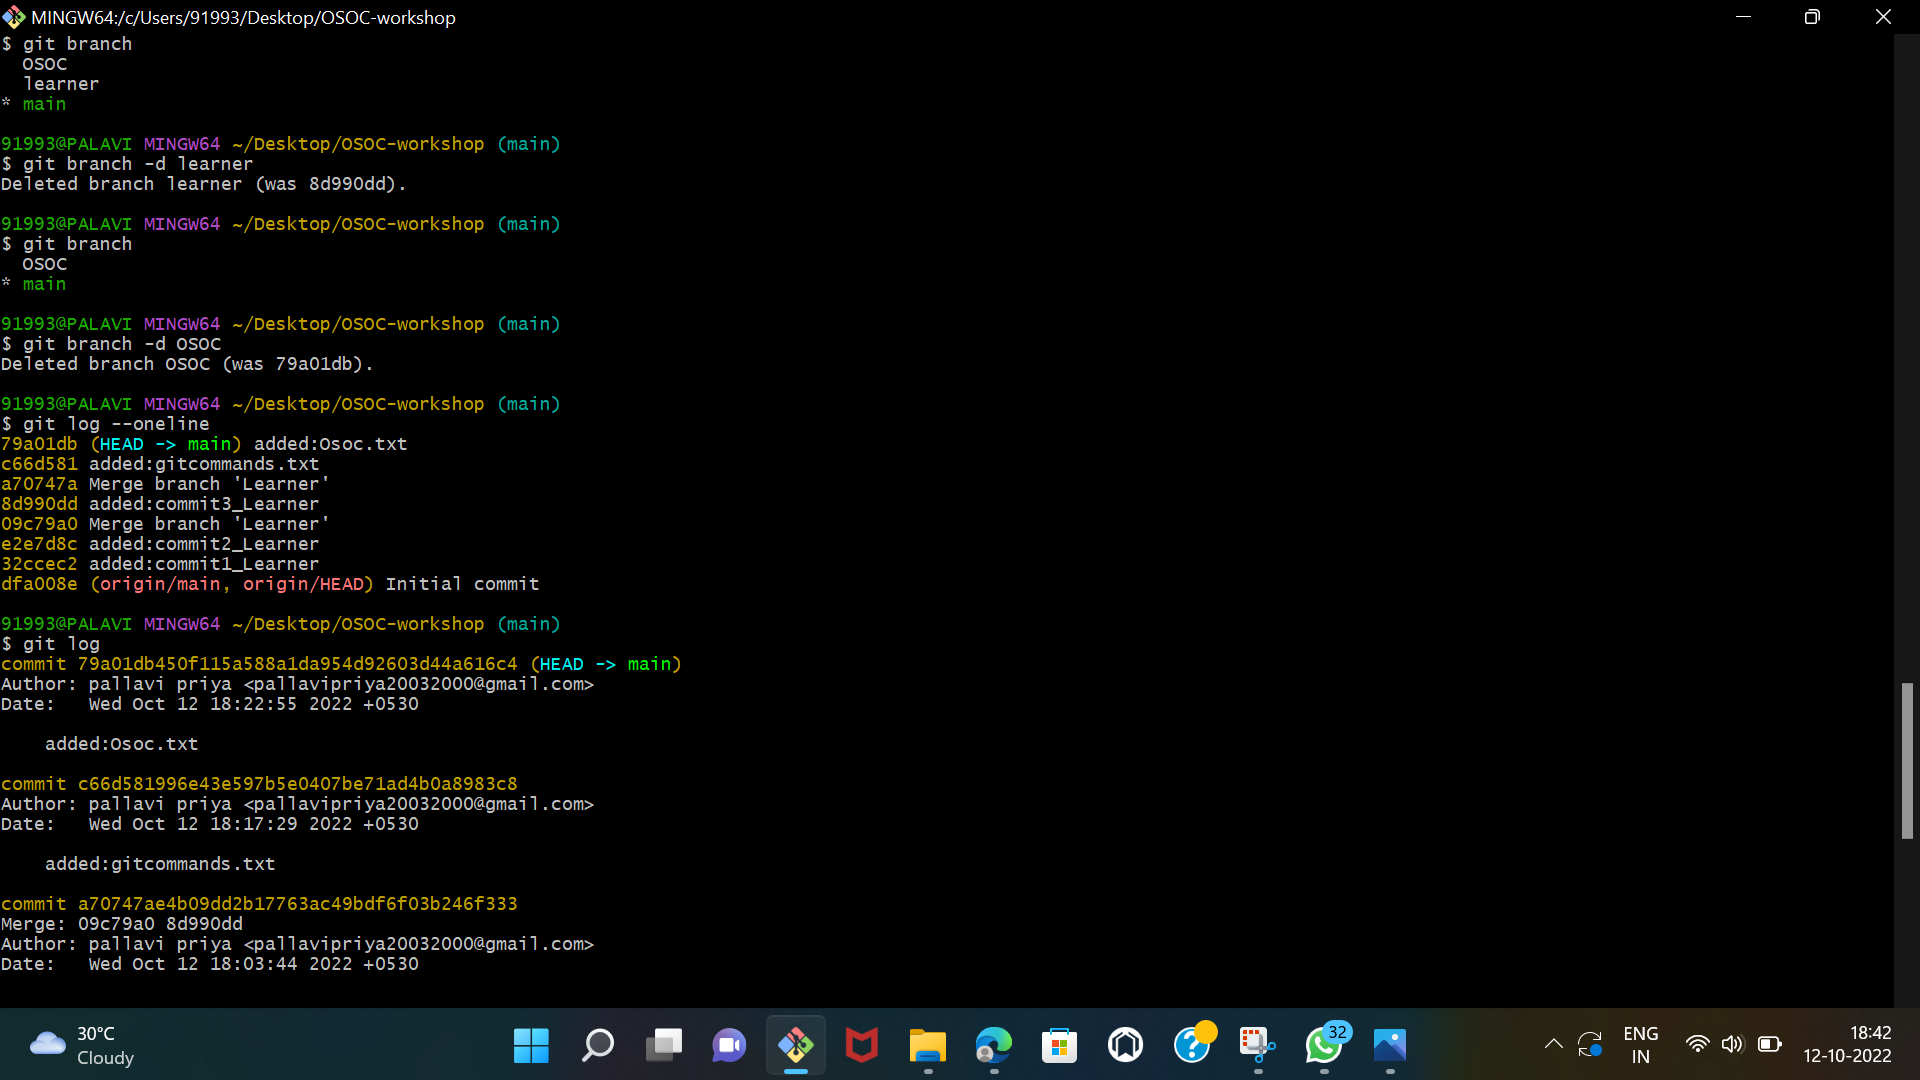 MINGW64:/c/Users/91993/Desktop/OSOC-workshop
$ git branch
  OSOC
  learner
* main

91993@PALAVI MINGW64 ~/Desktop/OSOC-workshop (main)
$ git branch -d learner
Deleted branch learner (was 8d990dd).

91993@PALAVI MINGW64 ~/Desktop/OSOC-workshop (main)
$ git branch
  OSOC
* main

91993@PALAVI MINGW64 ~/Desktop/OSOC-workshop (main)
$ git branch -d OSOC
Deleted branch OSOC (was 79a01db).

91993@PALAVI MINGW64 ~/Desktop/OSOC-workshop (main)
$ git log --oneline
79a01db (HEAD -> main) added:Osoc.txt
c66d581 added:gitcommands.txt
a70747a Merge branch 'Learner'
8d990dd added:commit3_Learner
09c79a0 Merge branch 'Learner'
e2e7d8c added:commit2_Learner
32ccec2 added:commit1_Learner
dfa008e (origin/main, origin/HEAD) Initial commit

91993@PALAVI MINGW64 ~/Desktop/OSOC-workshop (main)
$ git log
commit 79a01db450f115a588a1da954d92603d44a616c4 (HEAD -> main)
Author: pallavi priya <pallavipriya20032000@gmail.com>
Date:   Wed Oct 12 18:22:55 2022 +0530

    added:Osoc.txt

commit c66d581996e43e597b5e0407be71ad4b0a8983c8
Author: pallavi priya <pallavipriya20032000@gmail.com>
Date:   Wed Oct 12 18:17:29 2022 +0530

    added:gitcommands.txt

commit a70747ae4b09dd2b17763ac49bdf6f03b246f333
Merge: 09c79a0 8d990dd
Author: pallavi priya <pallavipriya20032000@gmail.com>
Date:   Wed Oct 12 18:03:44 2022 +0530

30°C
Cloudy
32
ENG
IN
18:42
12-10-2022